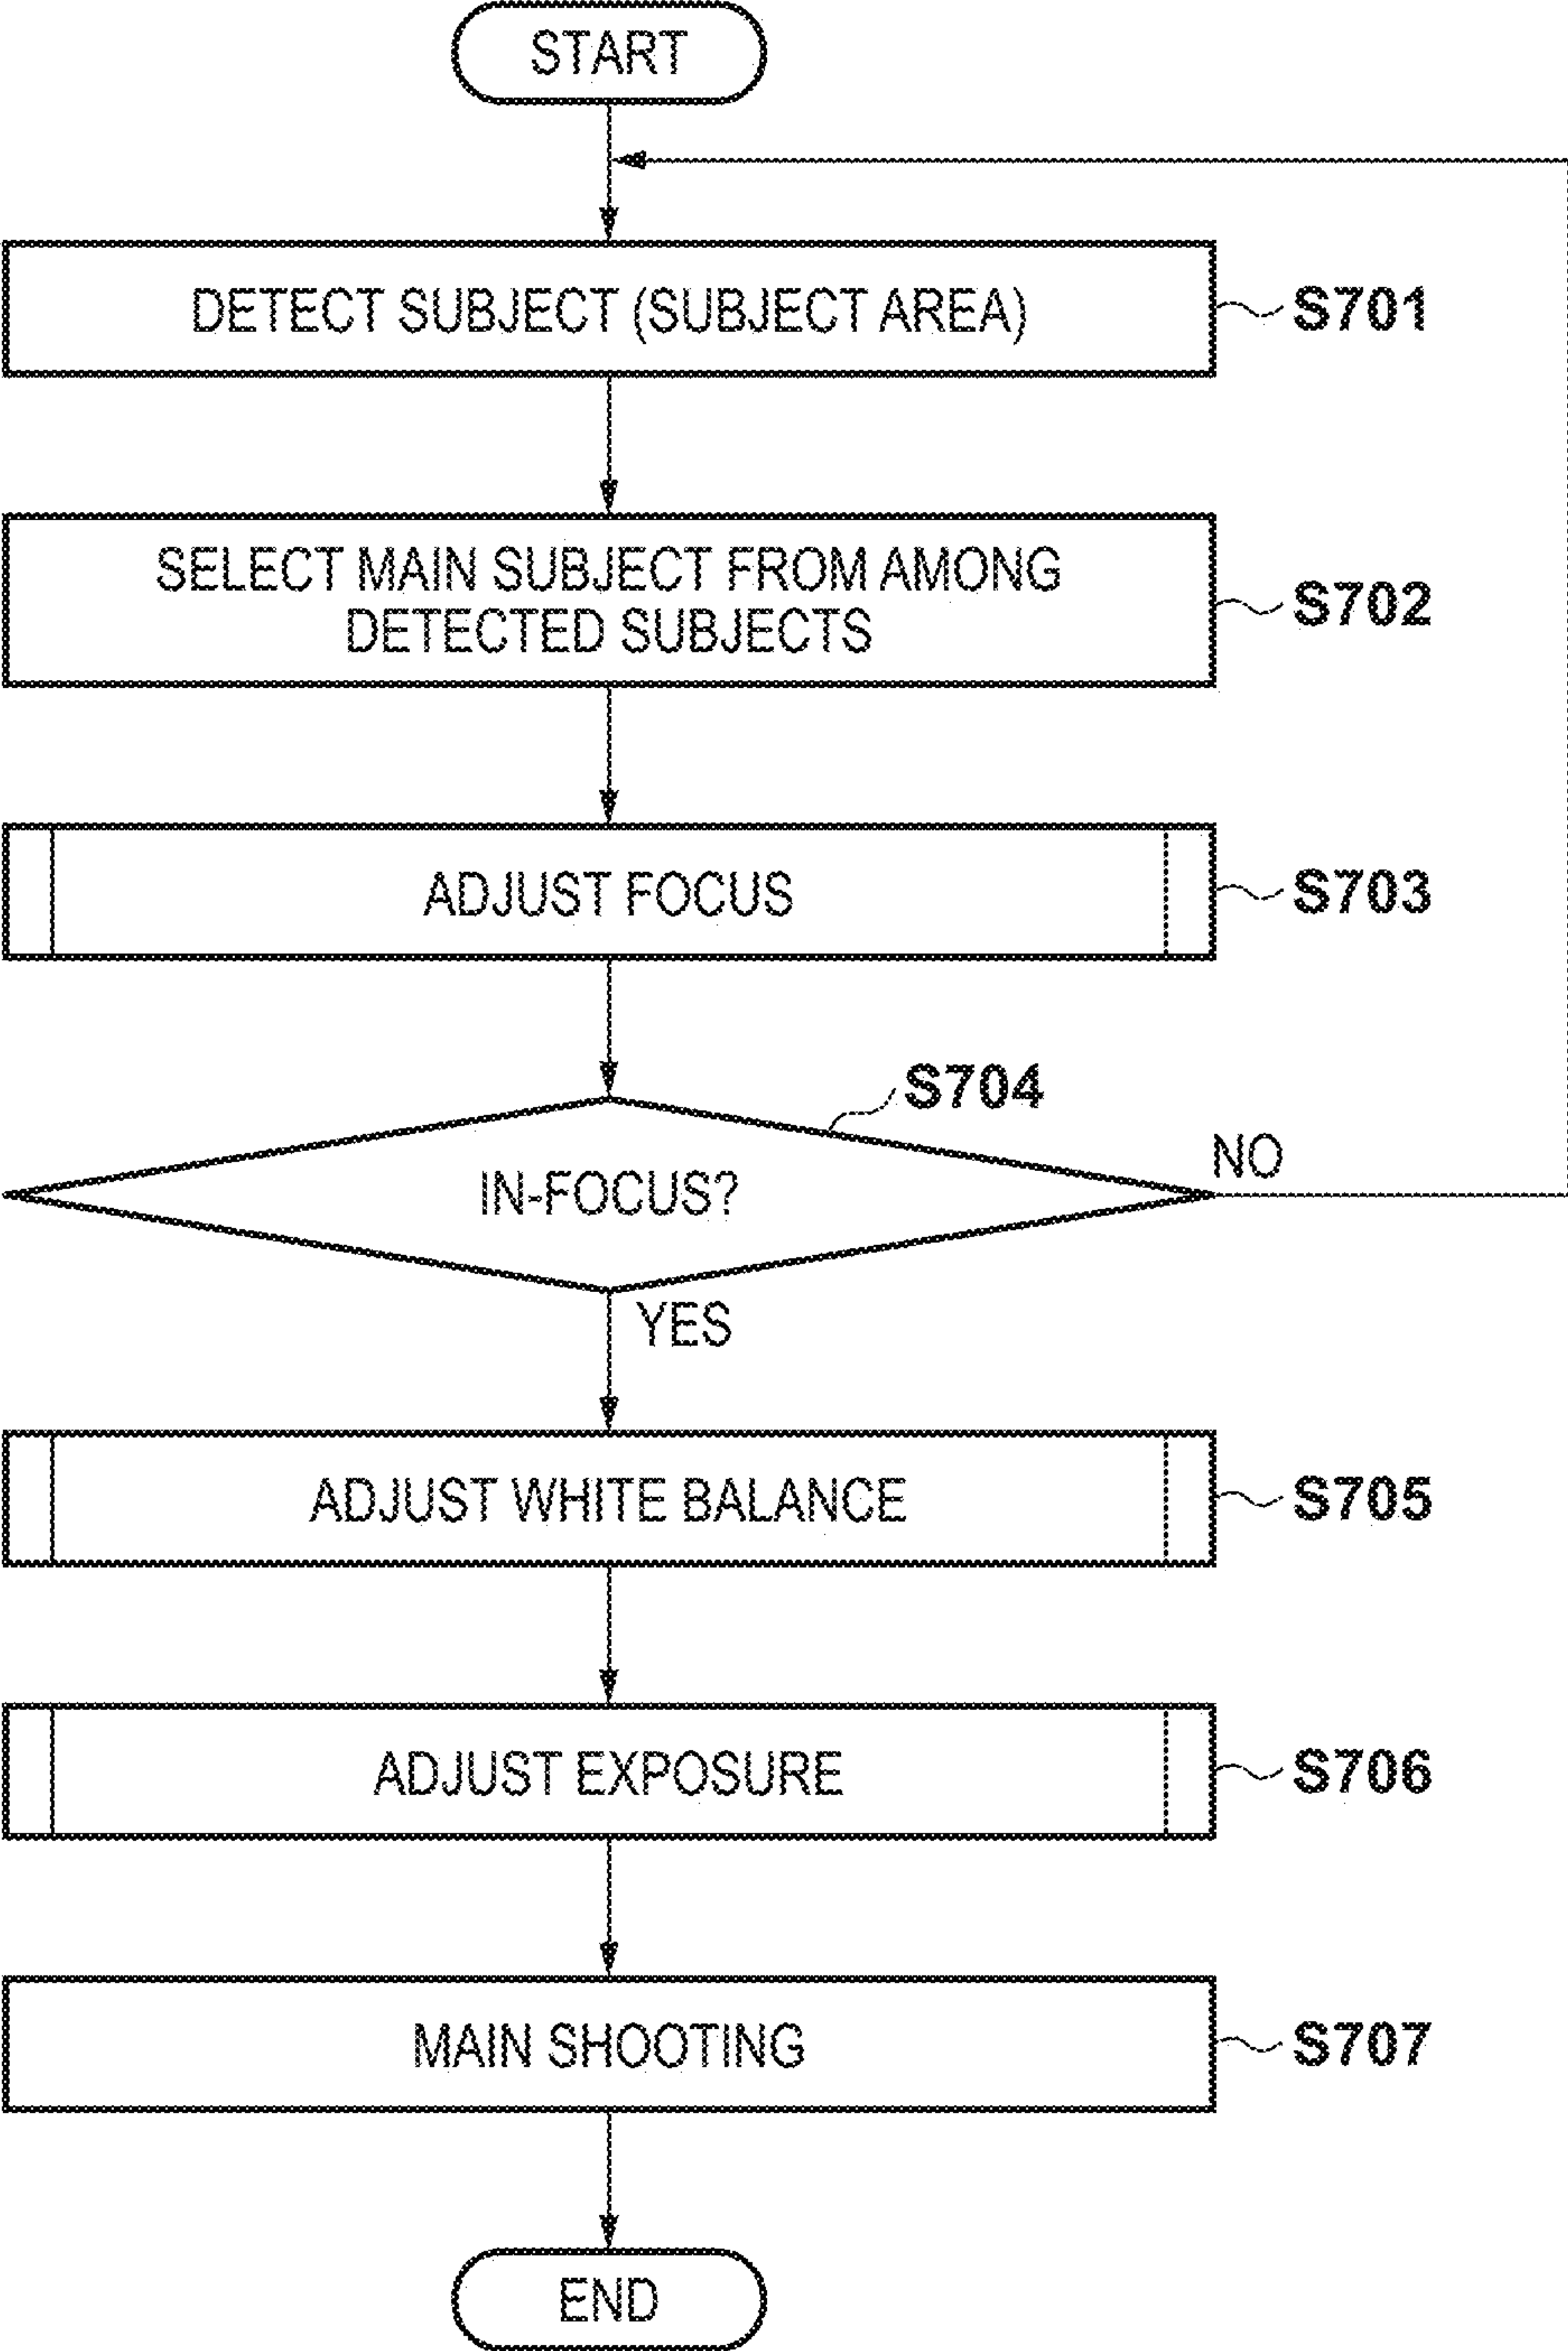 START
DETECT SUBJECT (SUBJECT AREA)
S701
SELECT MAIN SUBJECT FROM AMONG
DETECTED SUBJECTS
S702
ADJUST FOCUS
S703
S704
IN-FOCUS?
NO
YES
ADJUST WHITE BALANCE
S705
ADJUST EXPOSURE
S706
MAIN SHOOTING
S707
END